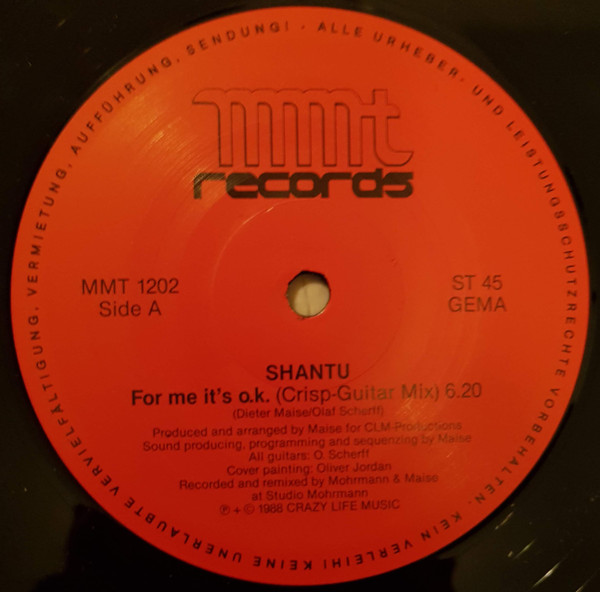 ALLE URHEBER- UND LEISTUNGSSCHUTZRECHTE VORBEHALTEN. KEIN VERLEIH! KEINE UNERLAUBTE VERVIELFÄLTIGUNG, VERMIETUNG, AUFFÜHRUNG, SENDUNG! -
mmt
records
MMT 1202
Side A
ST 45
GEMA
SHANTU
For me it's o.k. (Crisp-Guitar Mix) 6.20
(Dieter Maise/Olaf Scherff)
Produced and arranged by Maise for CLM-Productions
Sound producing, programming and sequenzing by Maise
All guitars: O. Scherff
Cover painting: Oliver Jordan
Recorded and remixed by Mohrmann & Maise
at Studio Mohrmann
℗ + © 1988 CRAZY LIFE MUSIC